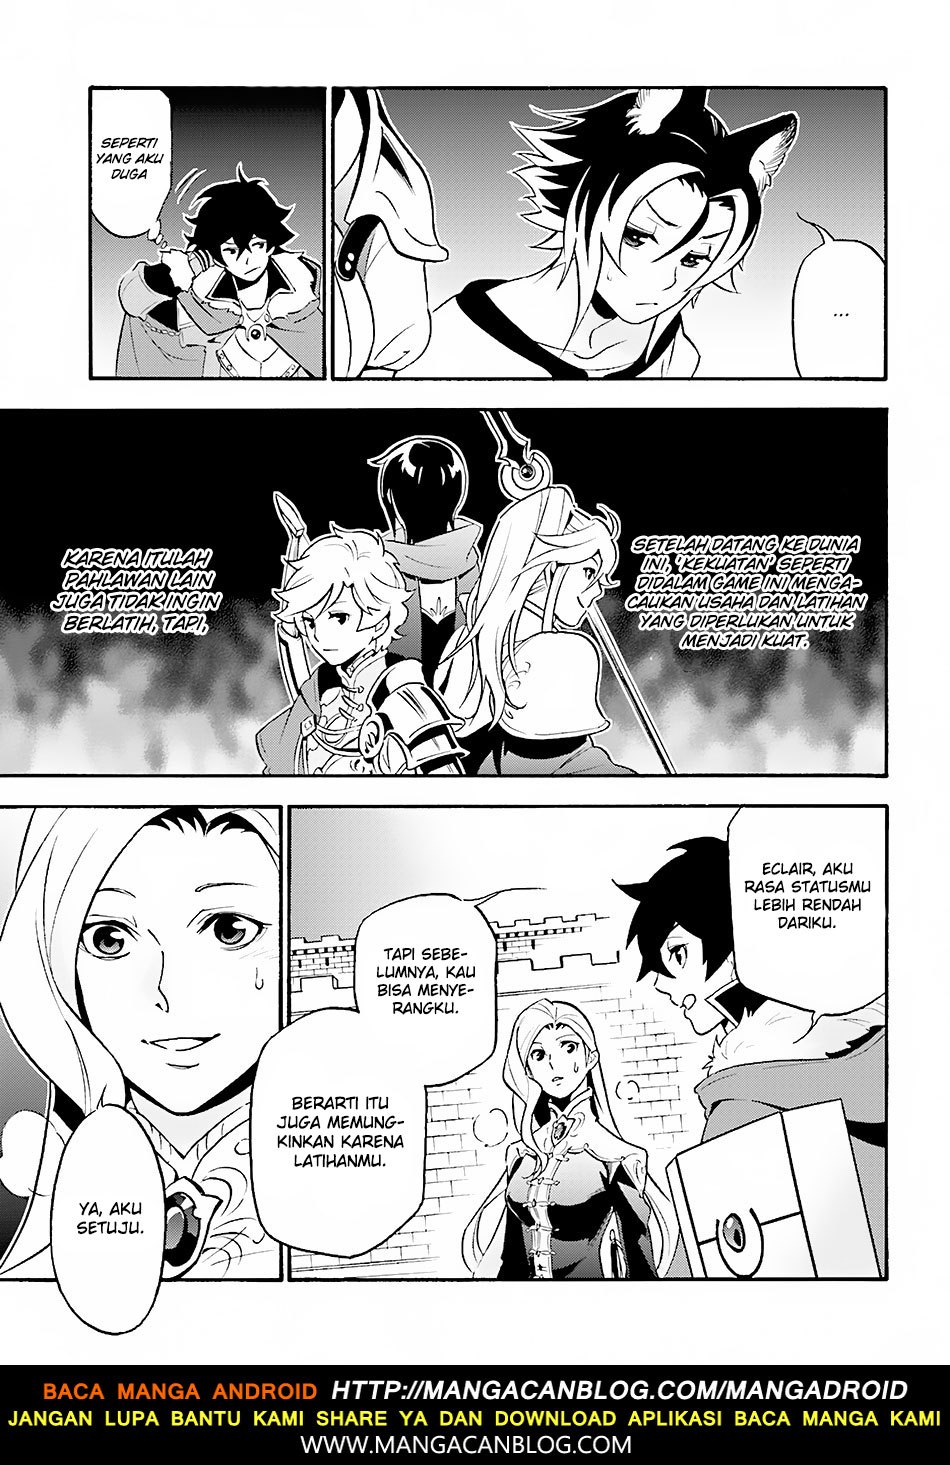 ...
SEPERTI
YANG AKU
DUGA
SETELAH DATANG KE DUNIA
INI, 'KEKUATAN' SEPERTI
DIDALAM GAME INI MENGA-
CAUKAN USAHA DAN LATIHAN
YANG DIPERLUKAN UNTUK
MENJADI KUAT.
KARENA ITULAH
PAHLAWAN LAIN
JUGA TIDAK INGIN
BERLATIH, TAPI,
ECLAIR, AKU
RASA STATUSMU
LEBIH RENDAH
DARIKU.
TAPI SEBE-
LUMNYA, KAU
BISA MENYE-
RANGKU.
BERARTI ITU
JUGA MEMUNG-
KINKAN KARENA
LATIHANMU.
YA, AKU
SETUJU.
BACA MANGA ANDROID HTTP://MANGACANBLOG.COM/MANGADROID
JANGAN LUPA BANTU KAMI SHARE YA DAN DOWNLOAD APLIKASI BACA MANGA KAMI
WWW.MANGACANBLOG.COM